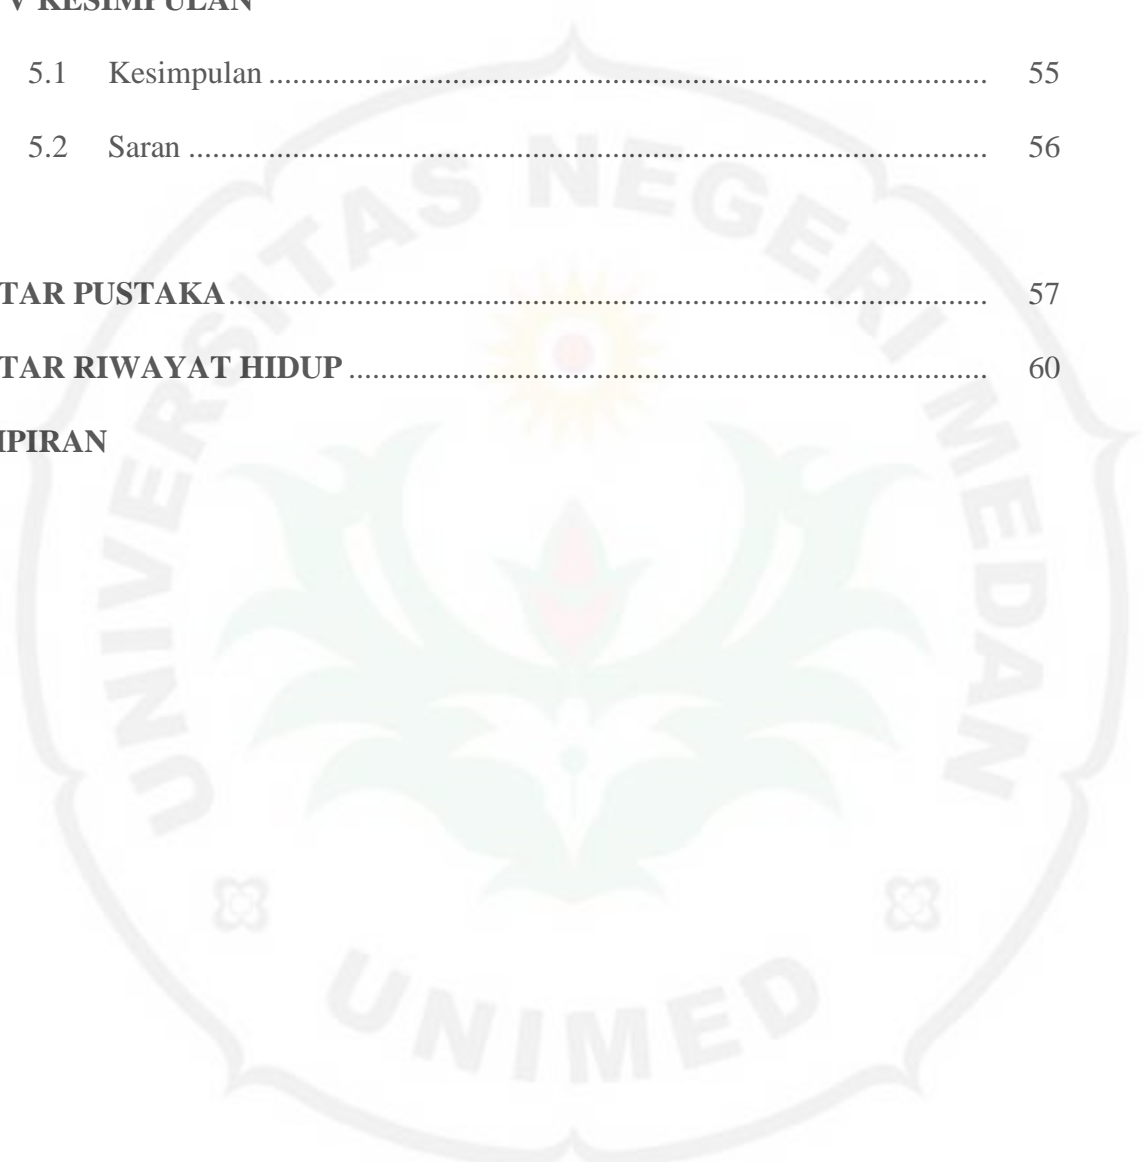 V KESIMPULAN
5.1 Kesimpulan ........................................................................................ 55
5.2 Saran ................................................................................................... 56
TAR PUSTAKA .............................................................................................. 57
TAR RIWAYAT HIDUP ............................................................................... 60
IPIRAN
UNIVERSITAS NEGERI MEDAN
UNIMED